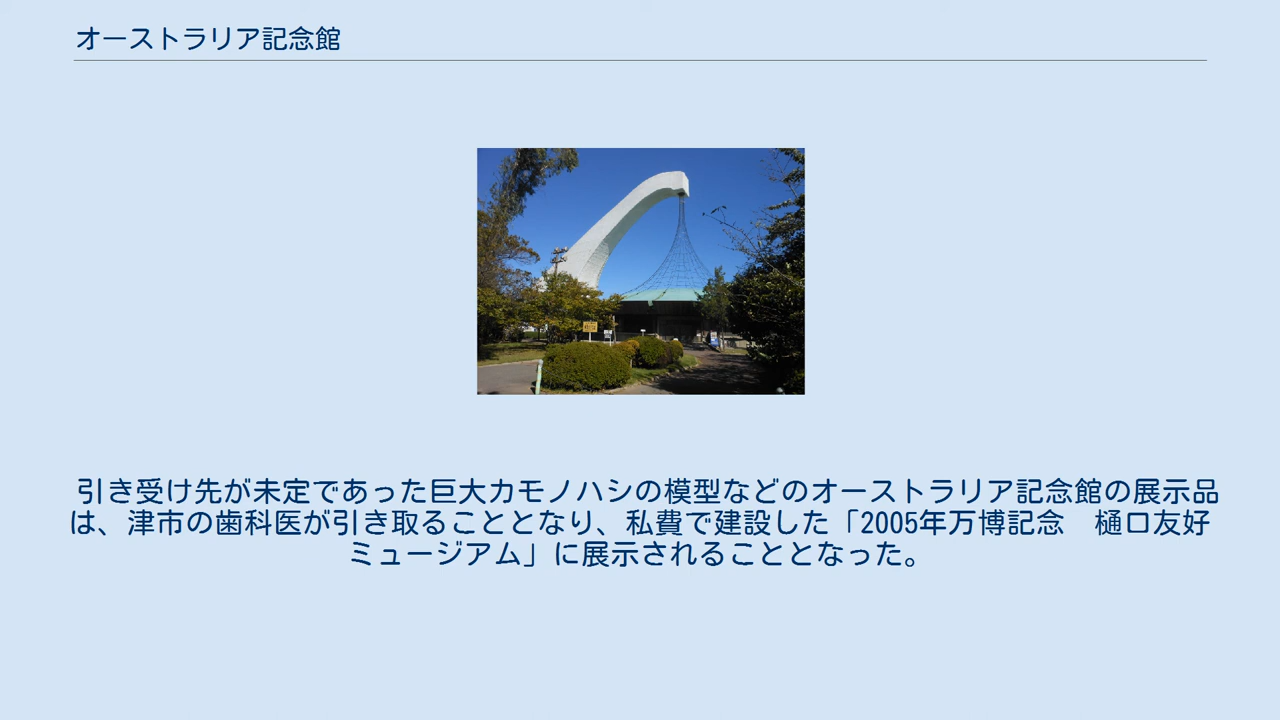 オーストラリア記念館
引き受け先が未定であった巨大カモノハシの模型などのオーストラリア記念館の展示品
は、津市の歯科医が引き取ることとなり、私費で建設した「2005年万博記念　樋口友好
ミュージアム」に展示されることとなった。